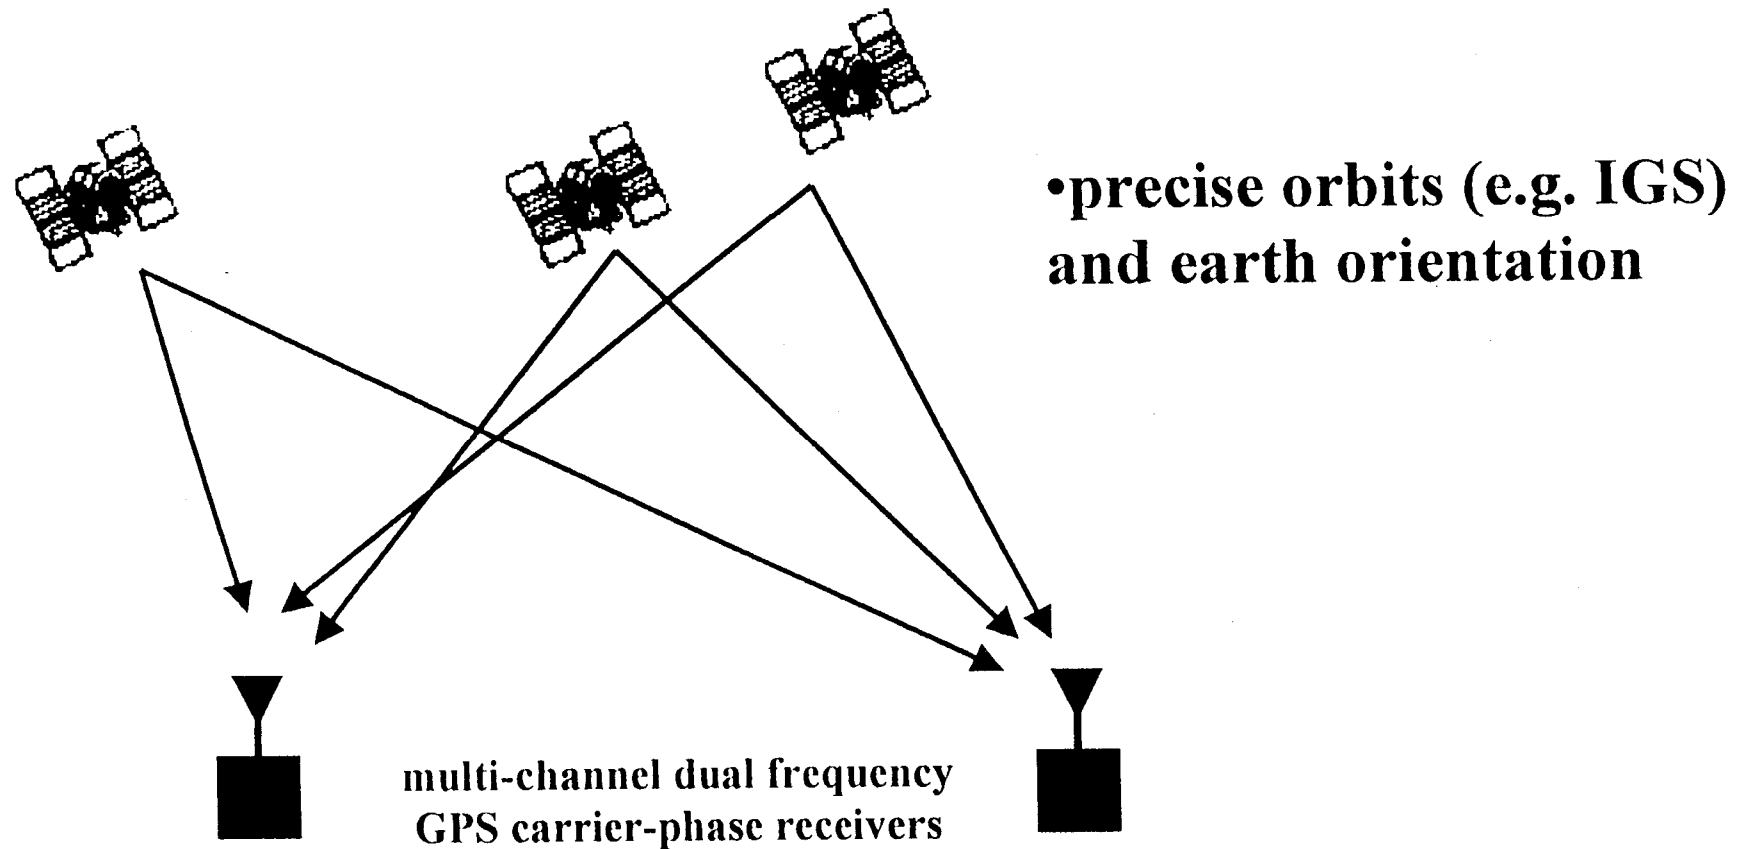 •precise orbits (e.g. IGS)
and earth orientation
multi-channel dual frequency
GPS carrier-phase receivers